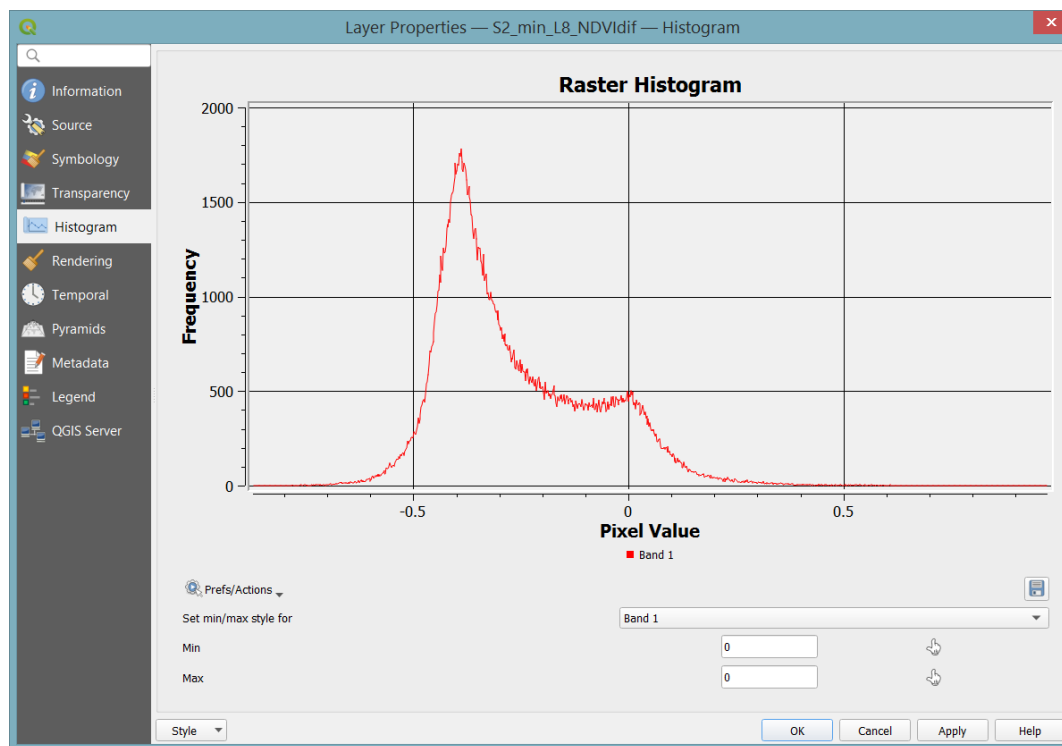 Layer Properties — S2_min_L8_NDVIdif — Histogram
Information
Source
Symbology
Transparency
Histogram
Rendering
Temporal
Pyramids
Metadata
Legend
QGIS Server
Raster Histogram
Frequency
2000
1500
1000
500
0
-0.5 0 0.5
Pixel Value
Band 1
Prefs/Actions
Set min/max style for Band 1
Min 0
Max 0
Style OK Cancel Apply Help